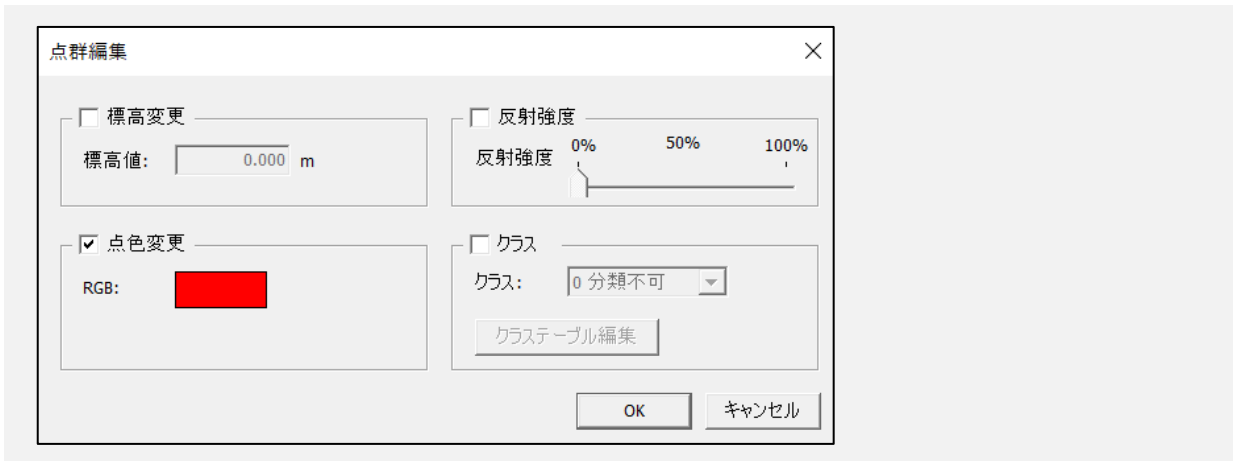 点群編集
標高変更
標高値: 0.000 m
反射強度
反射強度 0% 50% 100%
点色変更
RGB:
クラス
クラス: 0 分類不可
クラステーブル編集
OK キャンセル